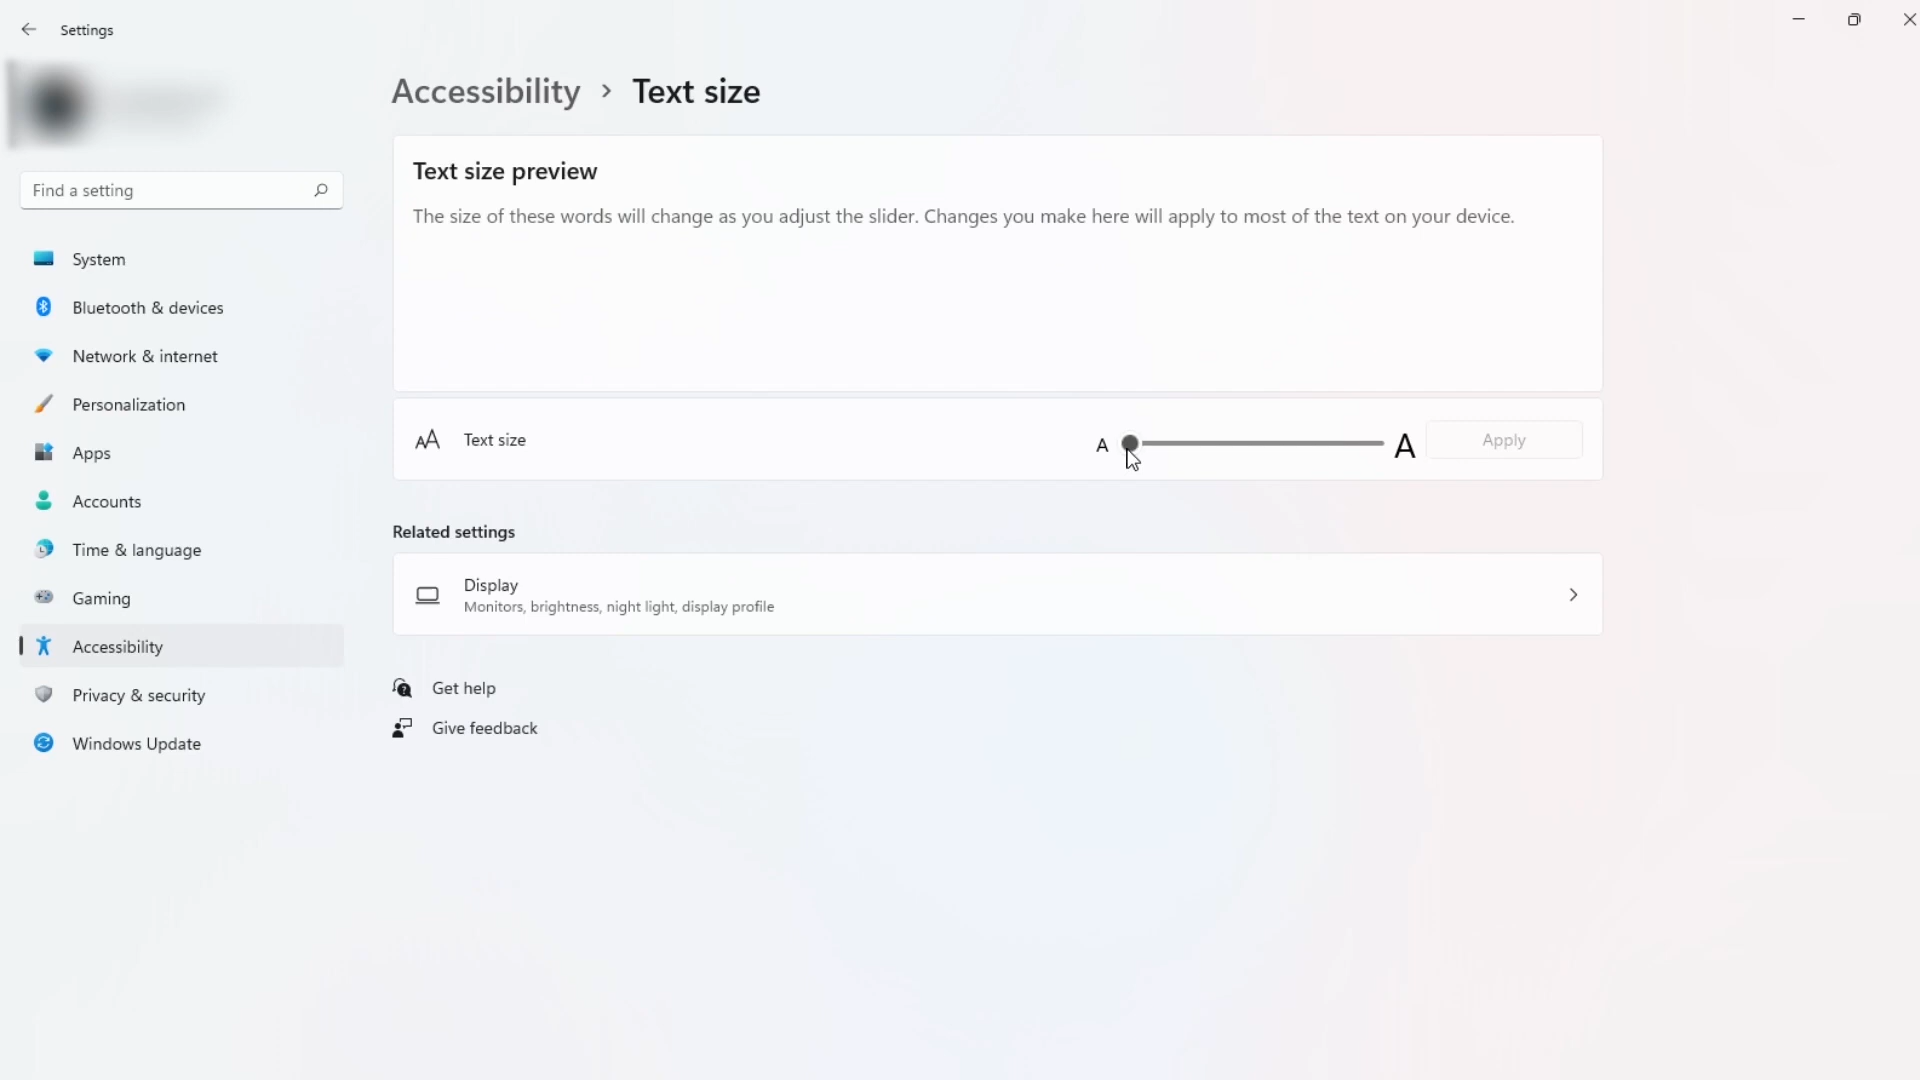 Settings
Find a setting
System
Bluetooth & devices
Network & internet
Personalization
Apps
Accounts
Time & language
Gaming
Accessibility
Privacy & security
Windows Update
Accessibility > Text size
Text size preview
The size of these words will change as you adjust the slider. Changes you make here will apply to most of the text on your device.
Text size
A A
Apply
Related settings
Display
Monitors, brightness, night light, display profile
Get help
Give feedback